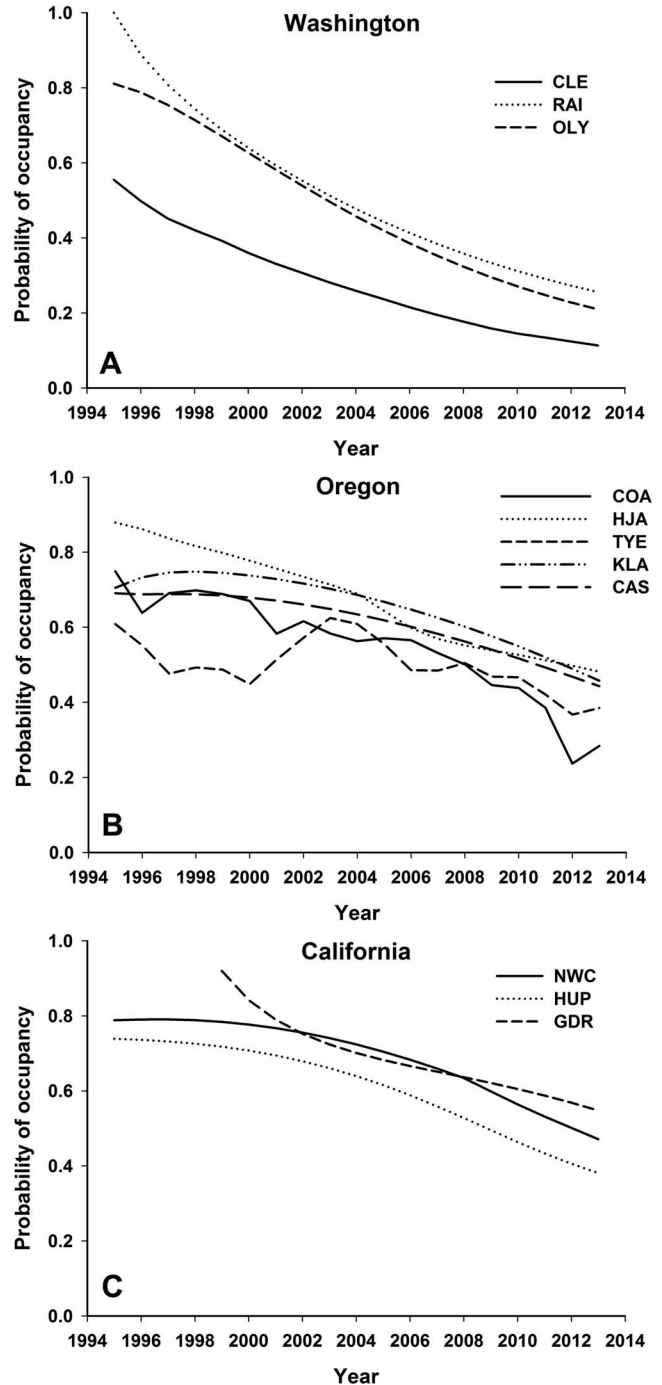 Washington
CLE
RAI
OLY
Probability of occupancy
1.0
0.8
0.6
0.4
0.2
0.0
A
1994 1996 1998 2000 2002 2004 2006 2008 2010 2012 2014
Year
Oregon
COA
HJA
TYE
KLA
CAS
Probability of occupancy
1.0
0.8
0.6
0.4
0.2
0.0
B
1994 1996 1998 2000 2002 2004 2006 2008 2010 2012 2014
Year
California
NWC
HUP
GDR
Probability of occupancy
1.0
0.8
0.6
0.4
0.2
0.0
C
1994 1996 1998 2000 2002 2004 2006 2008 2010 2012 2014
Year